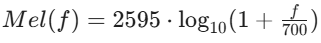 Mel(f) = 2595 · log₁₀(1 + f/700)